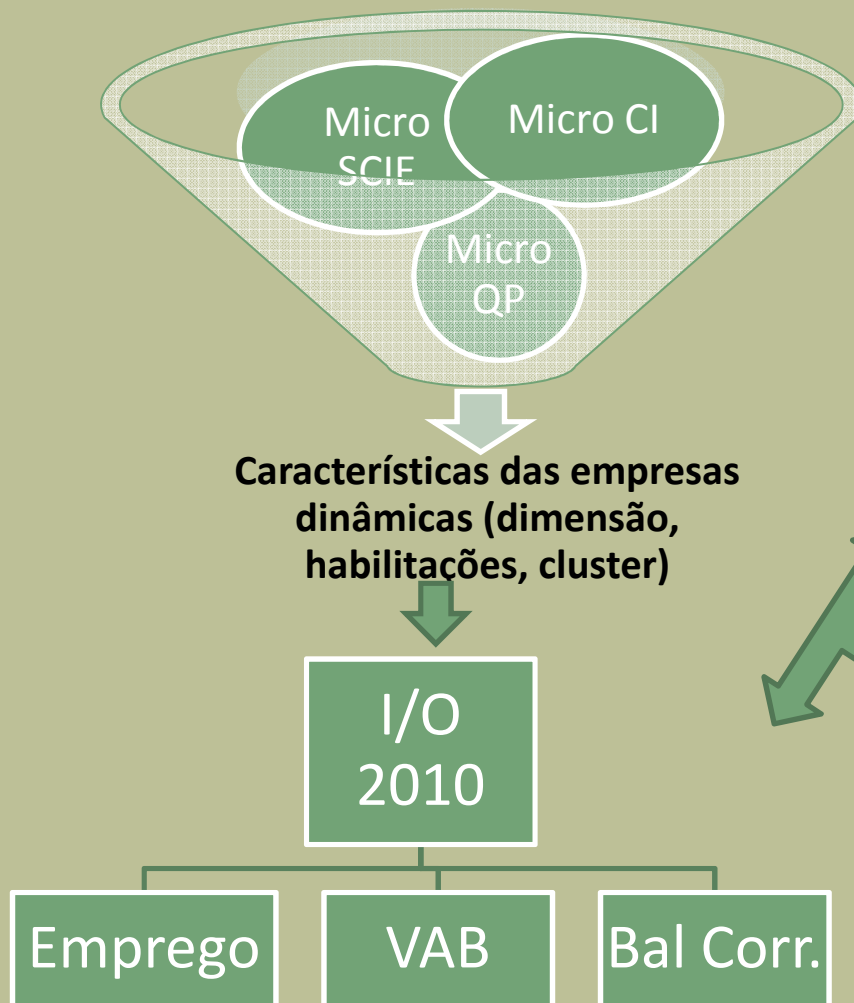 Micro
SCIE
Micro CI
Micro
QP
Características das empresas
dinâmicas (dimensão,
habilitações, cluster)
I/O
2010
Emprego
VAB
Bal Corr.